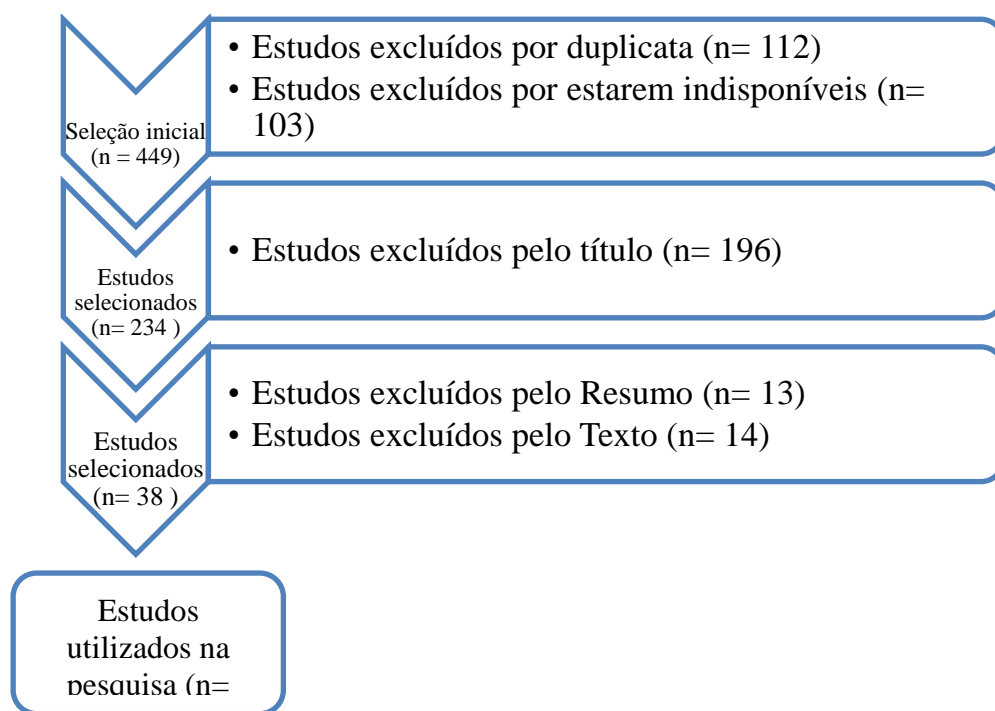 • Estudos excluídos por duplicata (n= 112)
• Estudos excluídos por estarem indisponíveis (n=
103)
Seleção inicial
(n = 449)
• Estudos excluídos pelo título (n= 196)
Estudos
selecionados
(n= 234 )
• Estudos excluídos pelo Resumo (n= 13)
• Estudos excluídos pelo Texto (n= 14)
Estudos
selecionados
(n= 38 )
Estudos
utilizados na
pesquisa (n=